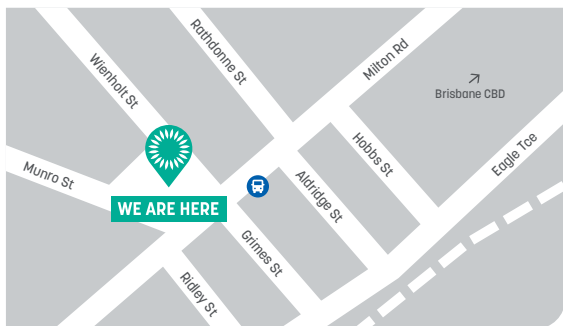 Rathdonne St
Wienholt St
Milton Rd
Brisbane CBD
Hobbs St
Eagle Tce
Munro St
Aldridge St
WE ARE HERE
Grimes St
Ridley St